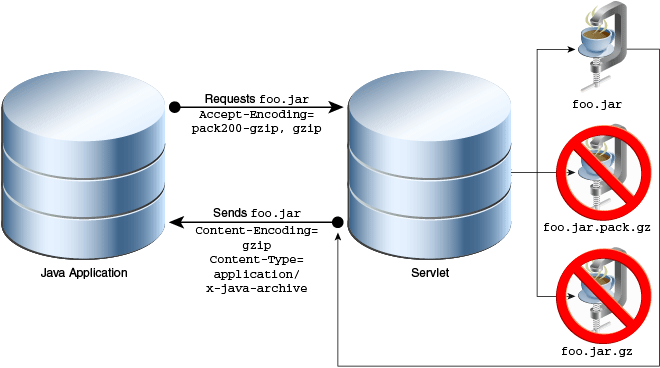 Requests foo.jar
Accept-Encoding=
pack200-gzip, gzip
Sends foo.jar
Content-Encoding=
gzip
Content-Type=
application/
x-java-archive
Java Application
Servlet
foo.jar
foo.jar.pack.gz
foo.jar.gz